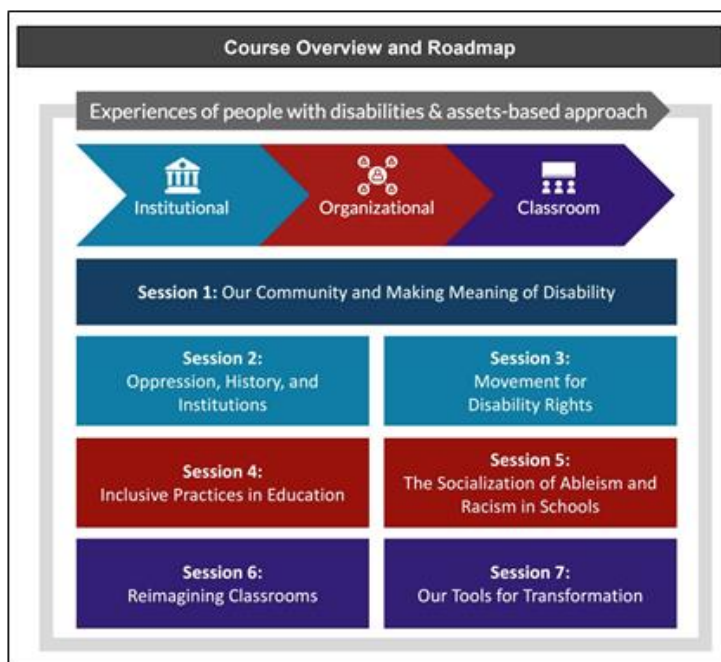 Course Overview and Roadmap
Experiences of people with disabilities & assets-based approach
Institutional
Organizational
Classroom
Session 1: Our Community and Making Meaning of Disability
Session 2:
Oppression, History, and
Institutions
Session 3:
Movement for
Disability Rights
Session 4:
Inclusive Practices in Education
Session 5:
The Socialization of Ableism and
Racism in Schools
Session 6:
Reimagining Classrooms
Session 7:
Our Tools for Transformation